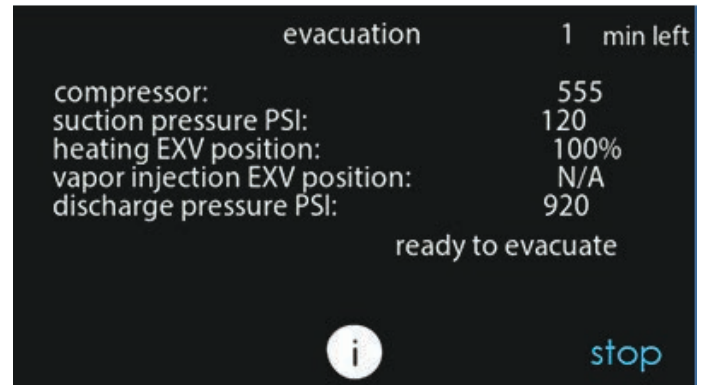 evacuation 1 min left
compressor: 555
suction pressure PSI: 120
heating EXV position: 100%
vapor injection EXV position: N/A
discharge pressure PSI: 920
ready to evacuate
i
stop